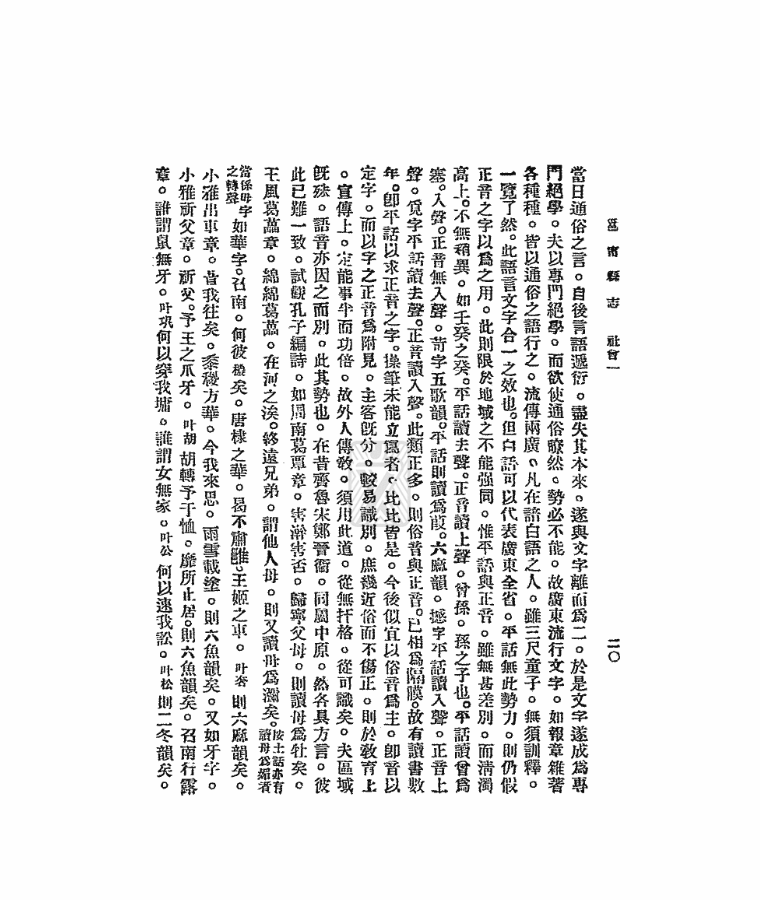 邕寧縣志 社會一 二〇
當日通俗之言。自後言語遞衍。盡失其本來。遂與文字離而爲二。於是文字遂成爲專
門絕學。夫以專門絕學。而欲使通俗瞭然。勢必不能。故廣東流行文字。如報章雜著
各種種。皆以通俗之語行之。流傳兩廣。凡在諳白語之人。雖三尺童子。無須訓釋。
一覽了然。此語言文字合一之效也。但白話可以代表廣東全省。平話無此勢力。則仍假
正音之字以爲之用。此則限於地域之不能強同。惟平話與正音。雖無甚差別。而清濁
高上。不無稍異。如壬癸之癸。平話讀去聲。正音讀上聲。曾孫。孫之子也。平話讀曾爲
塞。入聲。正音無入聲。苛字五歌韻。平話則讀爲葭。六麻韻。撼字平話讀入聲。正音上
聲。覓字平話讀去聲。正音讀入聲。此類正多。則俗音與正音。已相爲隔膜。故有讀書數
年。卽平話以求正音之字。操筆未能立寫者。比比皆是。今後似宜以俗音爲主。卽音以
定字。而以字之正音爲附見。主客旣分。較易識別。庶幾近俗而不傷正。則於敎育上
。宣傳上。定能事半而功倍。故外人傳敎。須用此道。從無扞格。從可識矣。夫區域
旣殊。語音亦因之而別。此其勢也。在昔齊魯宋鄭晉衞。同屬中原。然各具方言。彼
此已難一致。試觀孔子編詩。如周南葛覃章。害澣害否。歸寧父母。則讀母爲牡矣。
王風葛藟章。綿綿葛藟。在河之涘。終遠兄弟。謂他人母。則又讀母爲瀰矣。按土話亦有讀母爲媚者
當係母字之轉聲 如華字。召南。何彼襛矣。唐棣之華。曷不肅雝。王姬之車。叶奢 則六麻韻矣。
小雅出車章。昔我往矣。黍稷方華。今我來思。雨雪載塗。則六魚韻矣。又如牙字。
小雅祈父章。祈父。予王之爪牙。叶胡 胡轉予于恤。靡所止居。則六魚韻矣。召南行露
章。誰謂鼠無牙。叶巩 何以穿我墉。誰謂女無家。叶公 何以速我訟。叶松 則二冬韻矣。